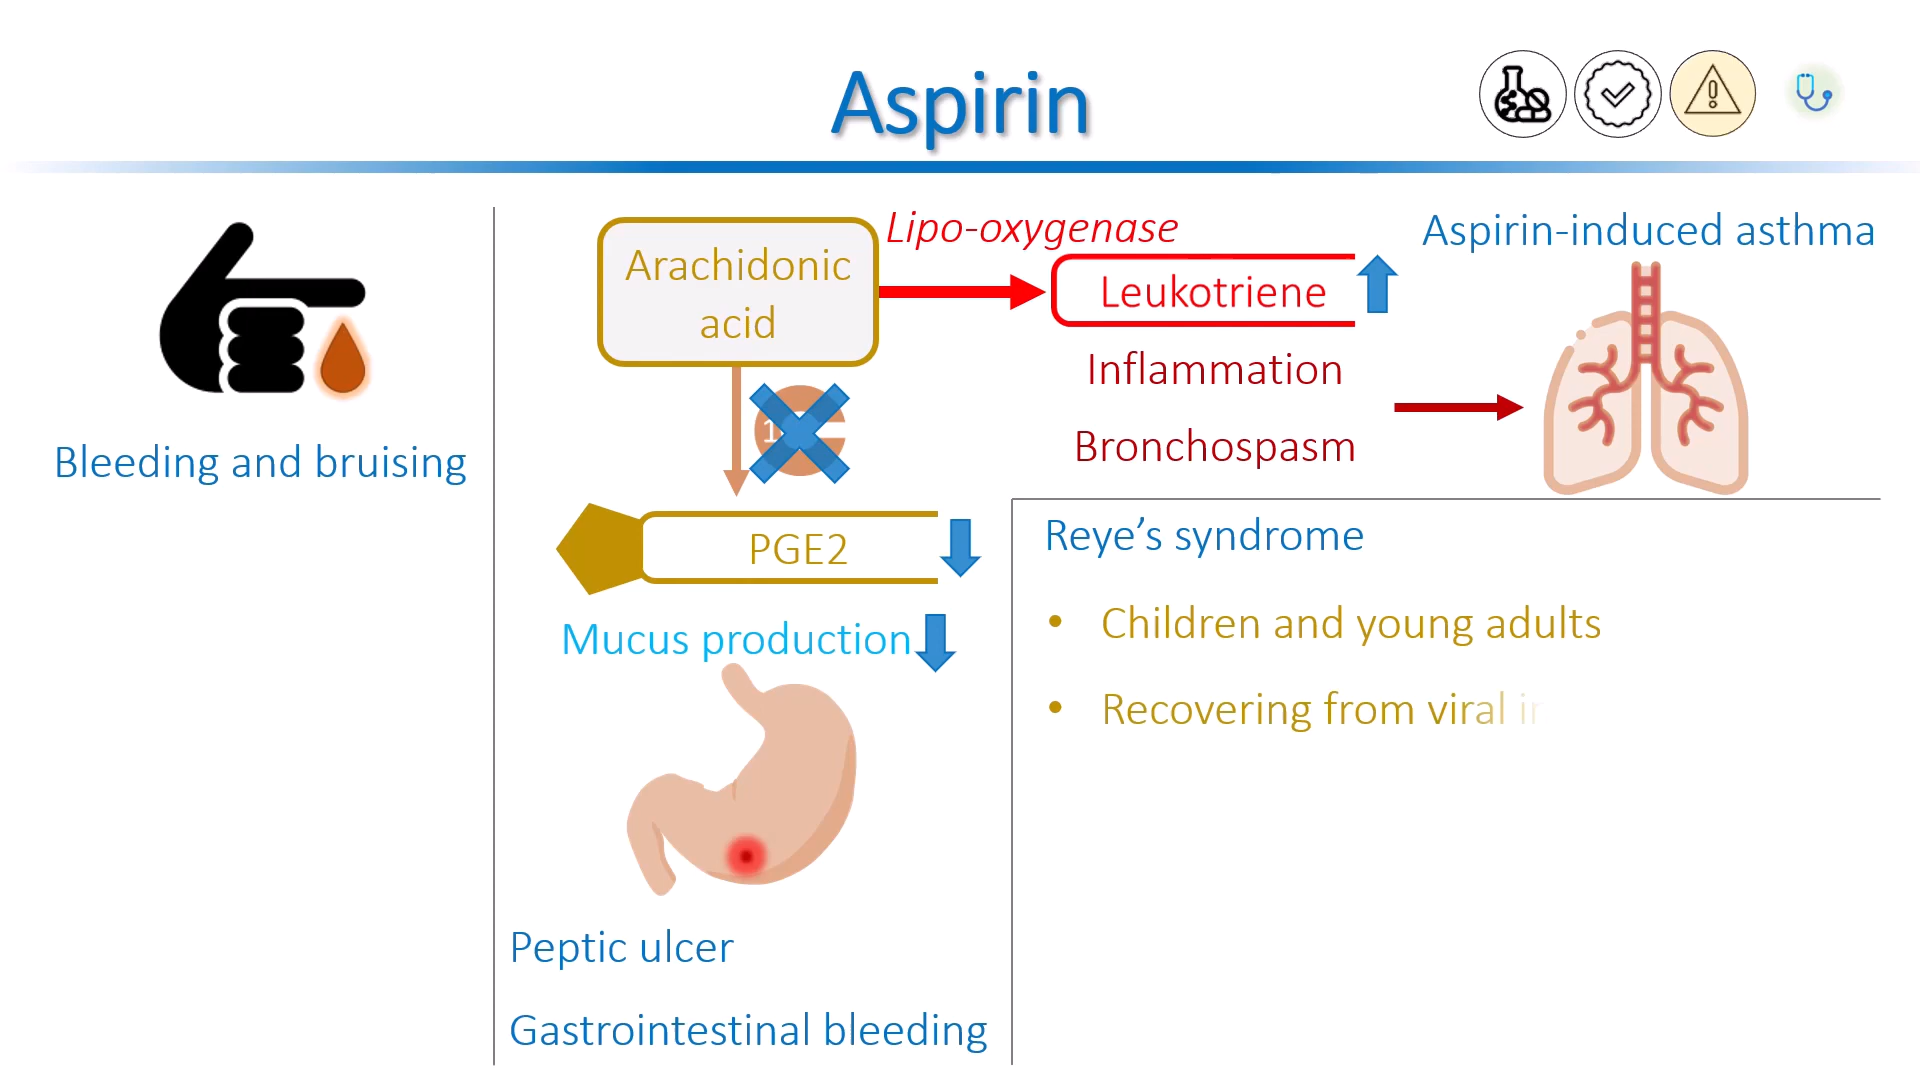 Aspirin
Bleeding and bruising
Arachidonic
acid
Lipo-oxygenase
Leukotriene
Aspirin-induced asthma
Inflammation
Bronchospasm
1
PGE2
Mucus production
Peptic ulcer
Gastrointestinal bleeding
Reye’s syndrome
• Children and young adults
• Recovering from viral